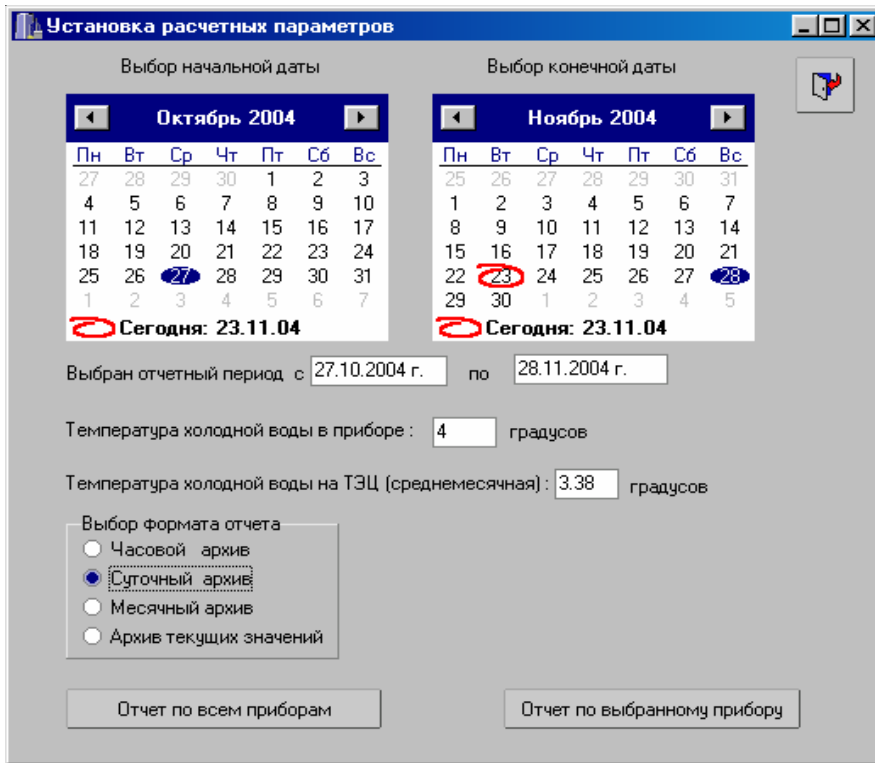 Установка расчетных параметров
Выбор начальной даты
Выбор конечной даты
Октябрь 2004
Пн Вт Ср Чт Пт Сб Вс
27 28 29 30 1 2 3
4 5 6 7 8 9 10
11 12 13 14 15 16 17
18 19 20 21 22 23 24
25 26 27 28 29 30 31
1 2 3 4 5 6 7
Сегодня: 23.11.04
Ноябрь 2004
Пн Вт Ср Чт Пт Сб Вс
25 26 27 28 29 30 31
1 2 3 4 5 6 7
8 9 10 11 12 13 14
15 16 17 18 19 20 21
22 23 24 25 26 27 28
29 30 1 2 3 4 5
Сегодня: 23.11.04
Выбран отчетный период с 27.10.2004 г. по 28.11.2004 г.
Температура холодной воды в приборе : 4 градусов
Температура холодной воды на ТЭЦ (среднемесячная) : 3.38 градусов
Выбор формата отчета
Часовой архив
Суточный архив
Месячный архив
Архив текущих значений
Отчет по всем приборам
Отчет по выбранному прибору